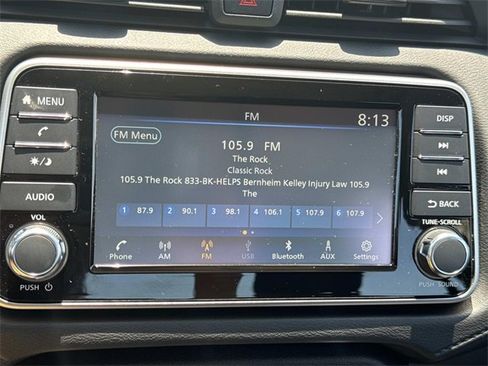 FM
8:13
MENU
FM Menu
105.9 FM
The Rock
Classic Rock
105.9 The Rock 833-BK-HELPS Bernheim Kelley Injury Law 105.9
The
1 87.9 2 90.1 3 98.1 4 106.1 5 107.9 6 107.9
Phone AM FM USB Bluetooth AUX Settings
AUDIO
VOL
PUSH
DISP
BACK
TUNE-SCROLL
PUSH SOUND